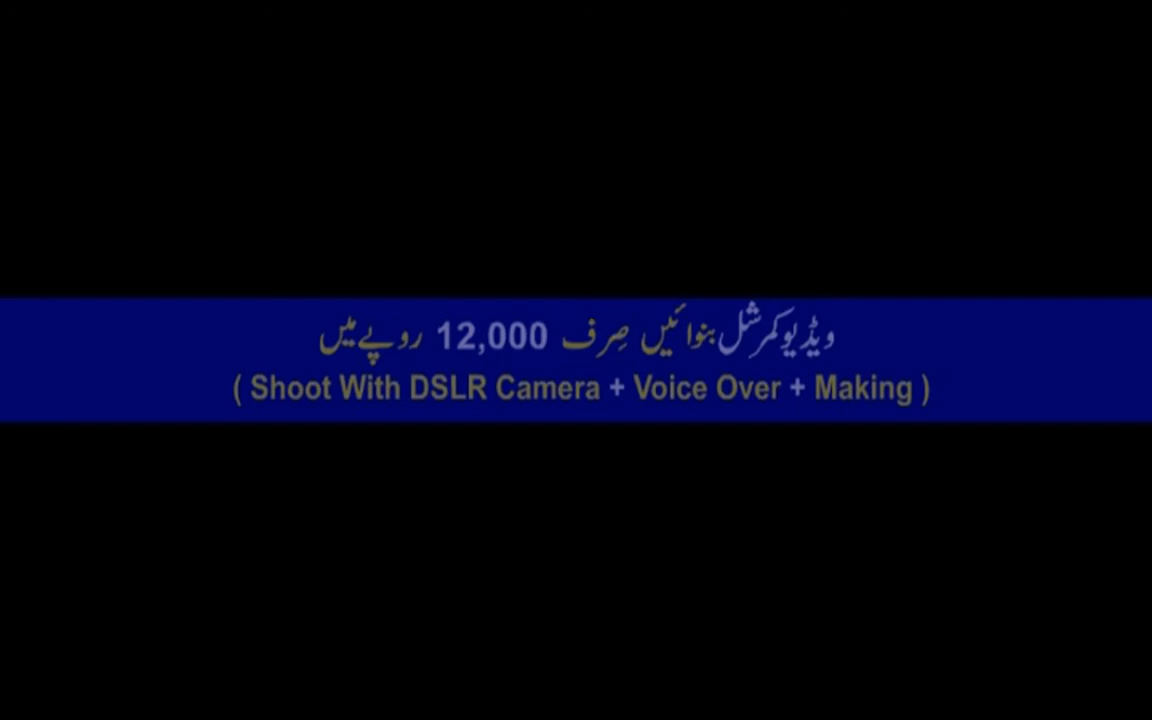 ویڈیو کمرشل بنوائیں صِرف 12,000 روپے میں
( Shoot With DSLR Camera + Voice Over + Making )